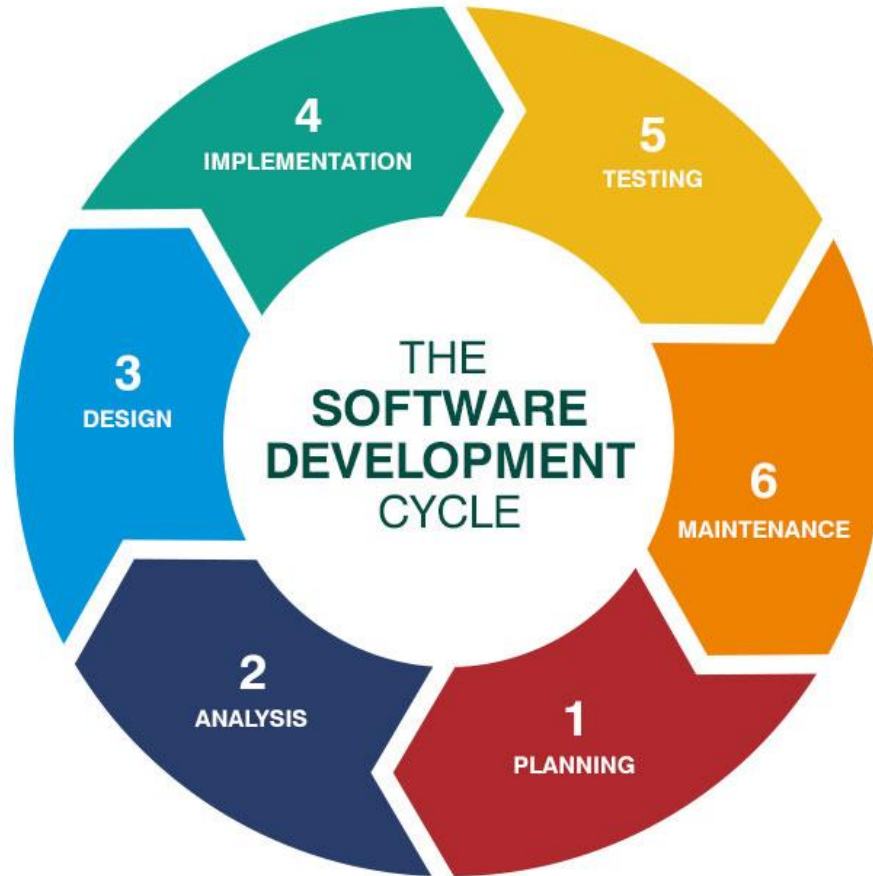 THE
SOFTWARE
DEVELOPMENT
CYCLE
1
PLANNING
2
ANALYSIS
3
DESIGN
4
IMPLEMENTATION
5
TESTING
6
MAINTENANCE